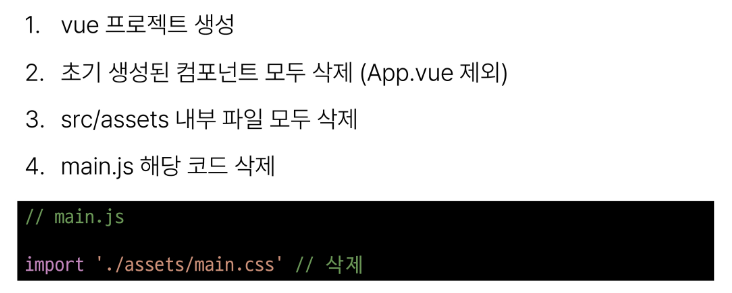 1. vue 프로젝트 생성
2. 초기 생성된 컴포넌트 모두 삭제 (App.vue 제외)
3. src/assets 내부 파일 모두 삭제
4. main.js 해당 코드 삭제
// main.js
import './assets/main.css' // 삭제